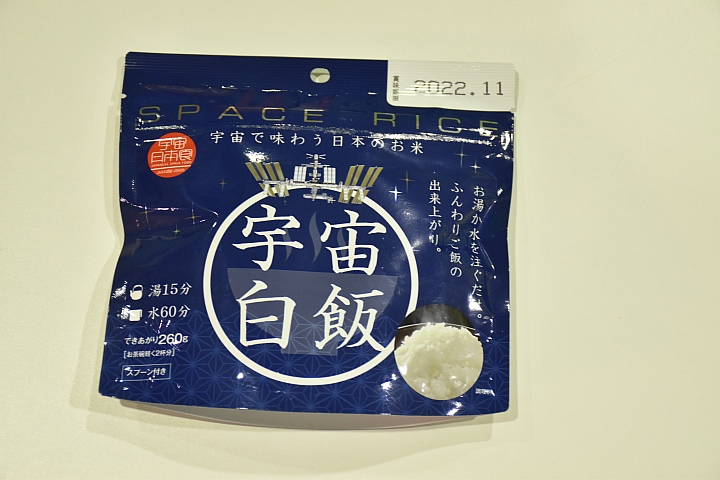 賞味期限
2022.11
SPACE RICE
宇宙で味わう日本のお米
宇宙
日本食
お湯か水を注ぐだけ。
ふんわりご飯の
出来上がり。
宇宙
白飯
湯15分
水60分
できあがり260g
[お茶碗軽く2杯分]
スプーン付き